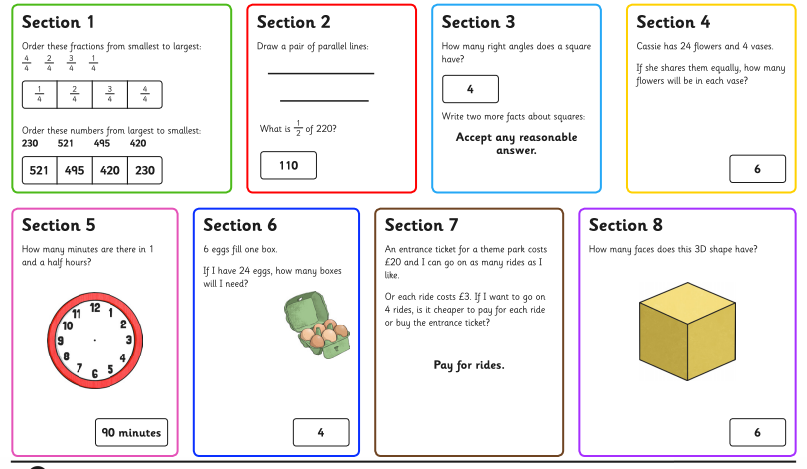 Section 1
Order these fractions from smallest to largest:
4/4 2/4 3/4 1/4
1/4 2/4 3/4 4/4
Order these numbers from largest to smallest:
230 521 495 420
521 495 420 230
Section 2
Draw a pair of parallel lines:
What is 1/2 of 220?
110
Section 3
How many right angles does a square
have?
4
Write two more facts about squares:
Accept any reasonable
answer.
Section 4
Cassie has 24 flowers and 4 vases.
If she shares them equally, how many
flowers will be in each vase?
6
Section 5
How many minutes are there in 1
and a half hours?
12
11 1
10 2
9 3
8 4
7 5
6
90 minutes
Section 6
6 eggs fill one box.
If I have 24 eggs, how many boxes
will I need?
4
Section 7
An entrance ticket for a theme park costs
£20 and I can go on as many rides as I
like.
Or each ride costs £3. If I want to go on
4 rides, is it cheaper to pay for each ride
or buy the entrance ticket?
Pay for rides.
Section 8
How many faces does this 3D shape have?
6